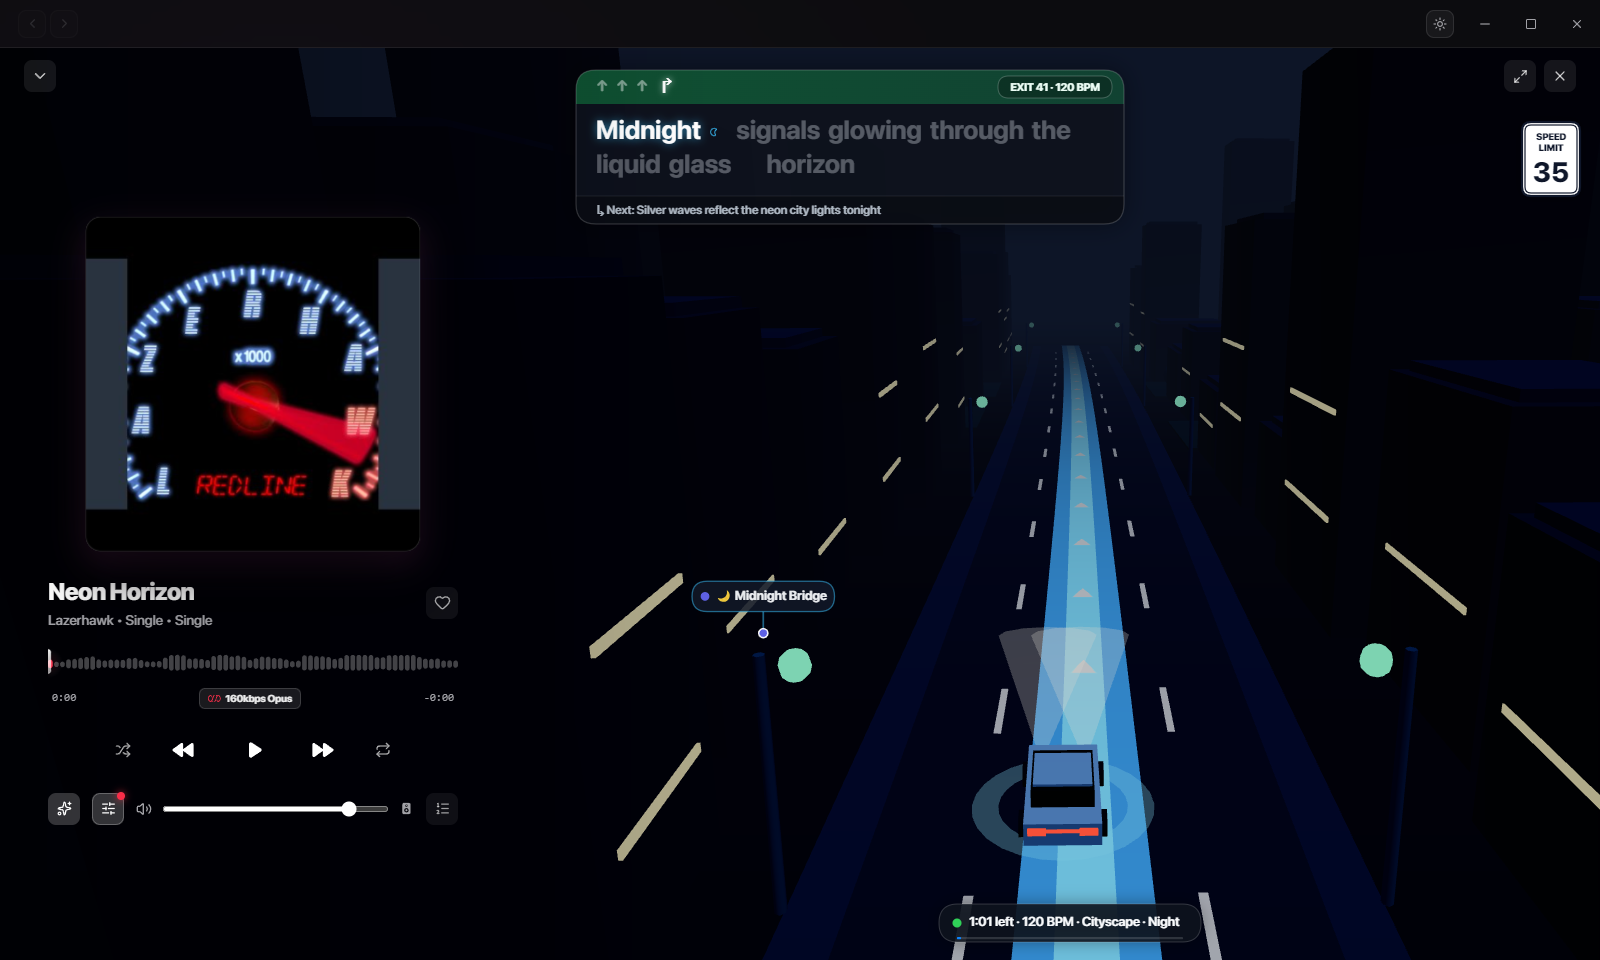 EXIT 41 · 120 BPM
Midnight signals glowing through the
liquid glass horizon
Next: Silver waves reflect the neon city lights tonight
SPEED
LIMIT
35
L A Z E R H A W K
x1000
REDLINE
Neon Horizon
Lazerhawk • Single • Single
0:00
160kbps Opus
-0:00
🌙 Midnight Bridge
1:01 left · 120 BPM · Cityscape · Night